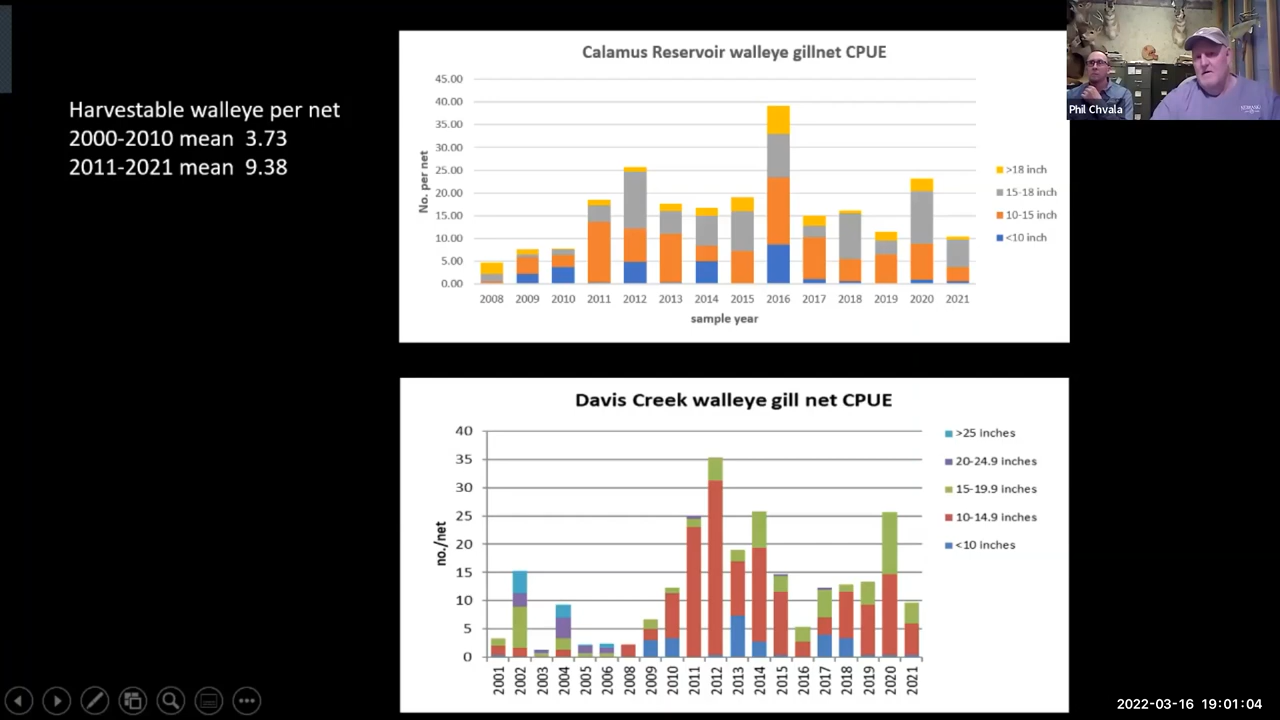 Harvestable walleye per net
2000-2010 mean 3.73
2011-2021 mean 9.38
Calamus Reservoir walleye gillnet CPUE
No. per net
45.00
40.00
35.00
30.00
25.00
20.00
15.00
10.00
5.00
0.00
2008 2009 2010 2011 2012 2013 2014 2015 2016 2017 2018 2019 2020 2021
sample year
>18 inch
15-18 inch
10-15 inch
<10 inch
Phil Chvala
Davis Creek walleye gill net CPUE
no./net
40
35
30
25
20
15
10
5
0
2001 2002 2003 2004 2005 2006 2008 2009 2010 2011 2012 2013 2014 2015 2016 2017 2018 2019 2020 2021
>25 inches
20-24.9 inches
15-19.9 inches
10-14.9 inches
<10 inches
2022-03-16 19:01:04